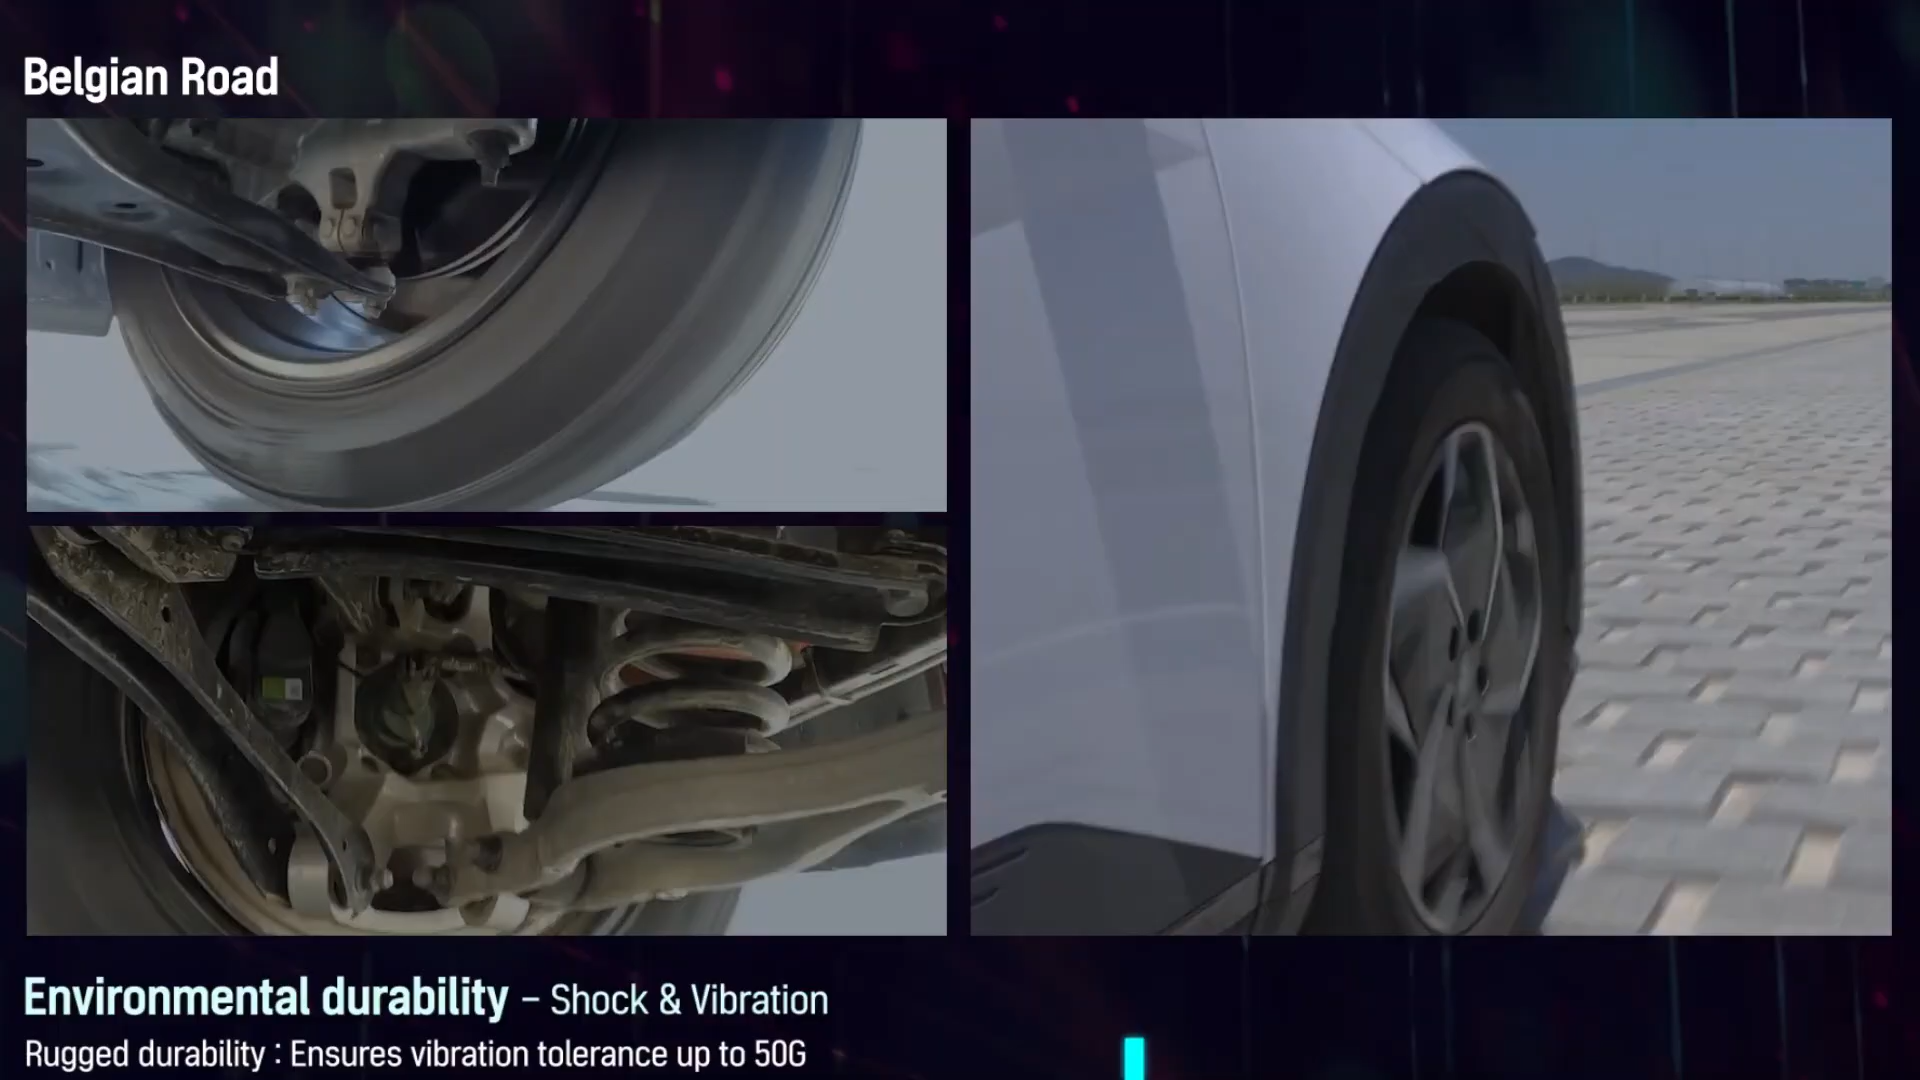 Belgian Road
Environmental durability – Shock & Vibration
Rugged durability : Ensures vibration tolerance up to 50G